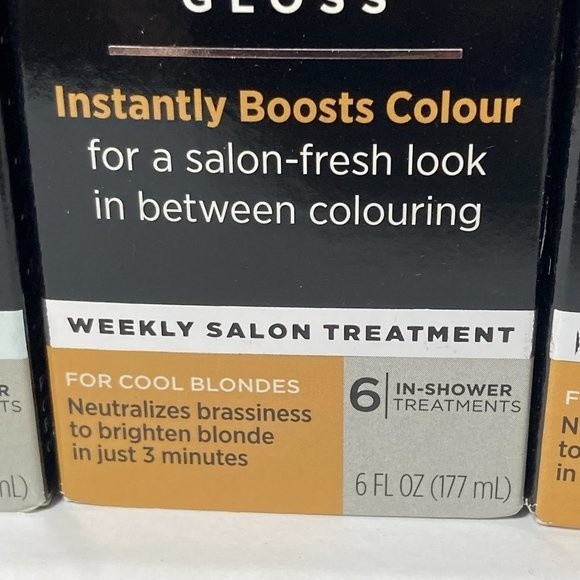 GLOSS
Instantly Boosts Colour
for a salon-fresh look
in between colouring
WEEKLY SALON TREATMENT
FOR COOL BLONDES
Neutralizes brassiness
to brighten blonde
in just 3 minutes
6 IN-SHOWER
TREATMENTS
6 FL OZ (177 mL)